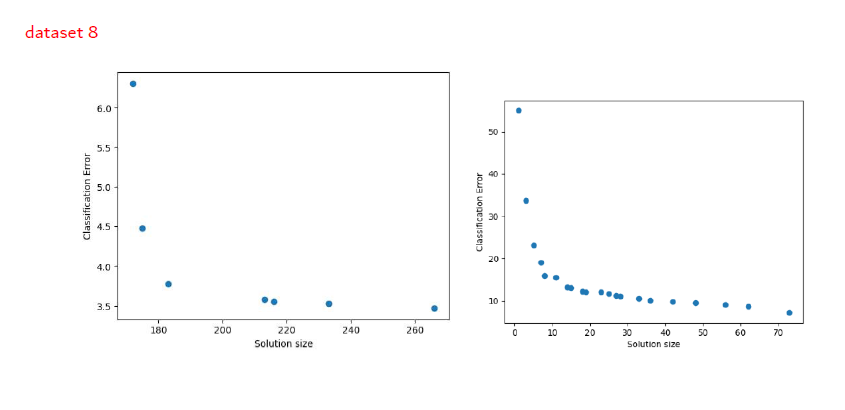 dataset 8
Classification Error
6.0
5.5
5.0
4.5
4.0
3.5
180 200 220 240 260
Solution size
Classification Error
50
40
30
20
10
0 10 20 30 40 50 60 70
Solution size